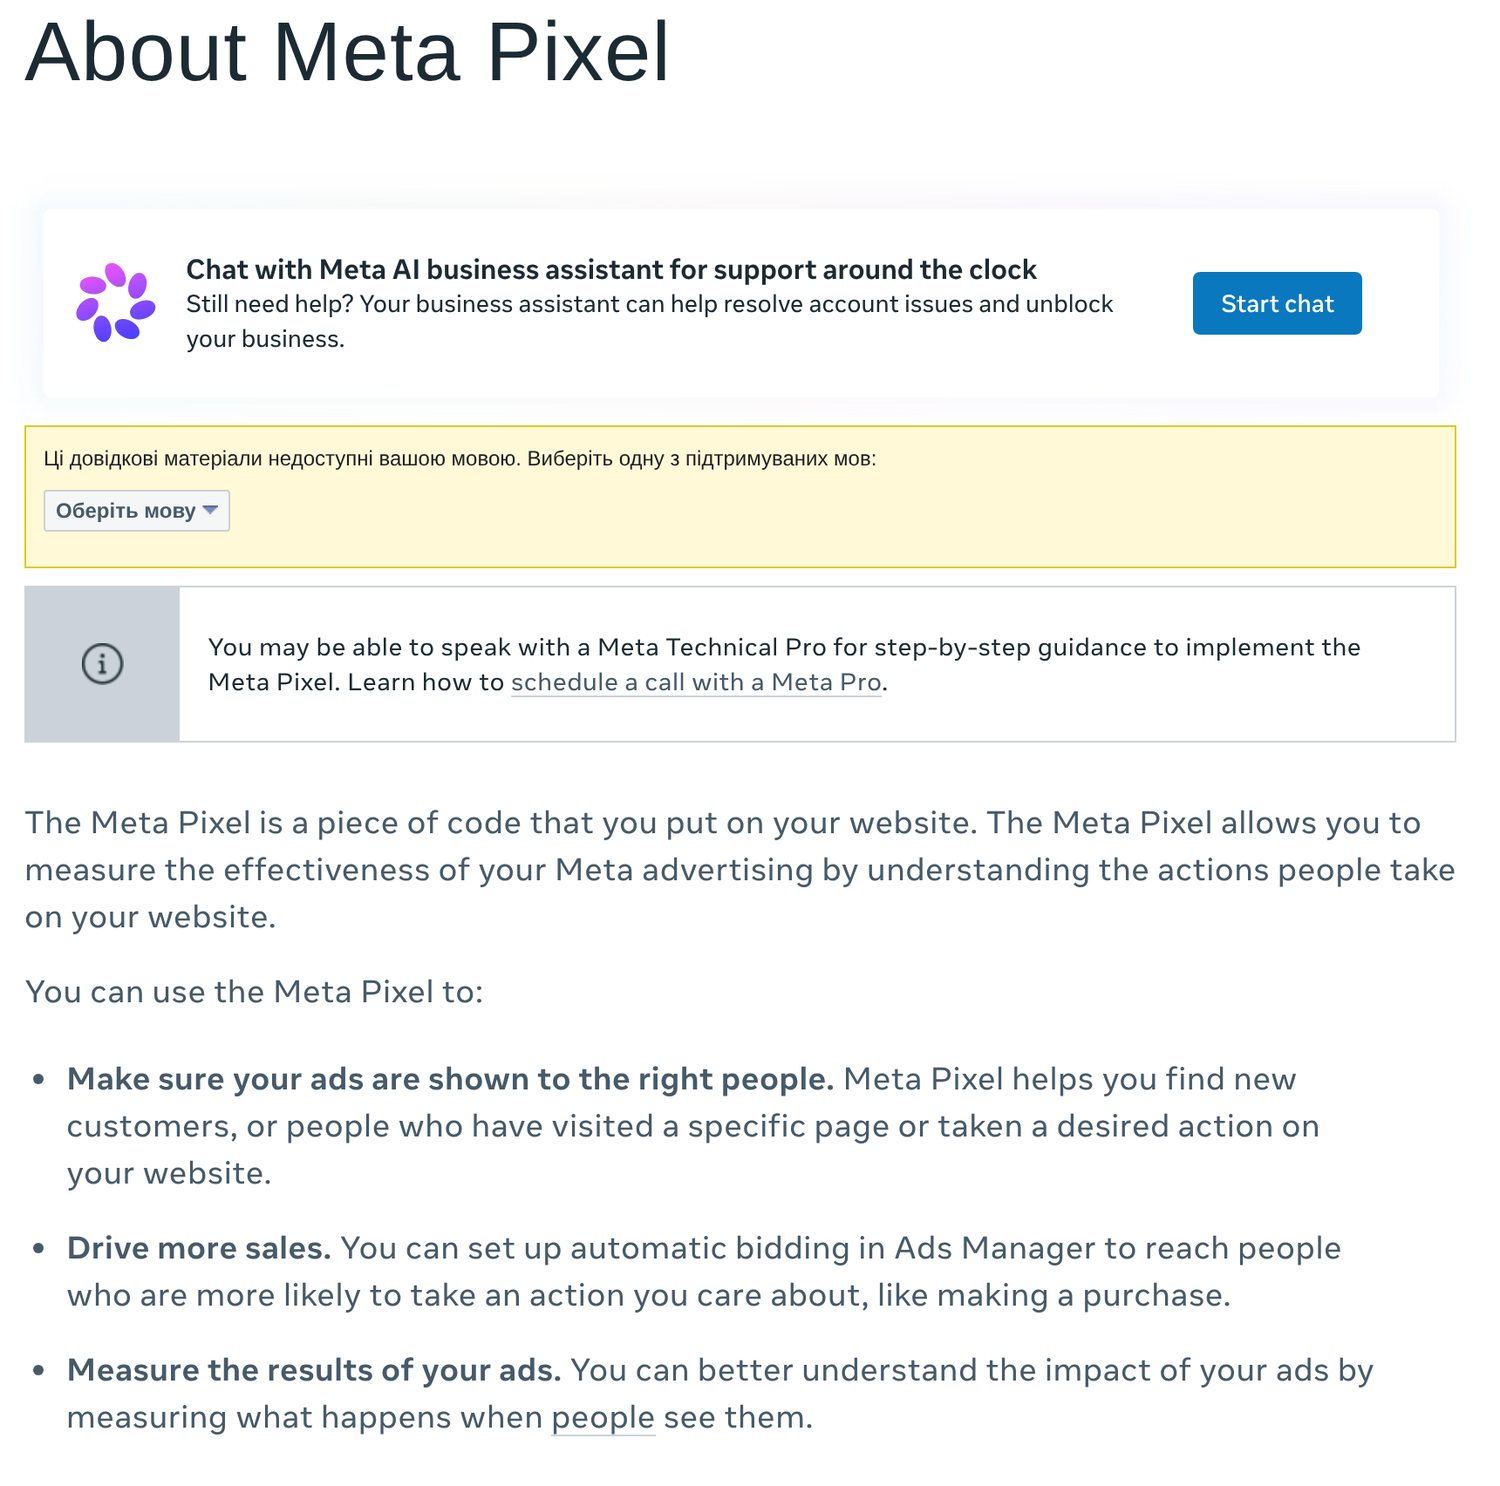 About Meta Pixel
Chat with Meta AI business assistant for support around the clock
Still need help? Your business assistant can help resolve account issues and unblock
your business.
Start chat
Ці довідкові матеріали недоступні вашою мовою. Виберіть одну з підтримуваних мов:
Оберіть мову
You may be able to speak with a Meta Technical Pro for step-by-step guidance to implement the
Meta Pixel. Learn how to schedule a call with a Meta Pro.
The Meta Pixel is a piece of code that you put on your website. The Meta Pixel allows you to
measure the effectiveness of your Meta advertising by understanding the actions people take
on your website.
You can use the Meta Pixel to:
• Make sure your ads are shown to the right people. Meta Pixel helps you find new
customers, or people who have visited a specific page or taken a desired action on
your website.
• Drive more sales. You can set up automatic bidding in Ads Manager to reach people
who are more likely to take an action you care about, like making a purchase.
• Measure the results of your ads. You can better understand the impact of your ads by
measuring what happens when people see them.